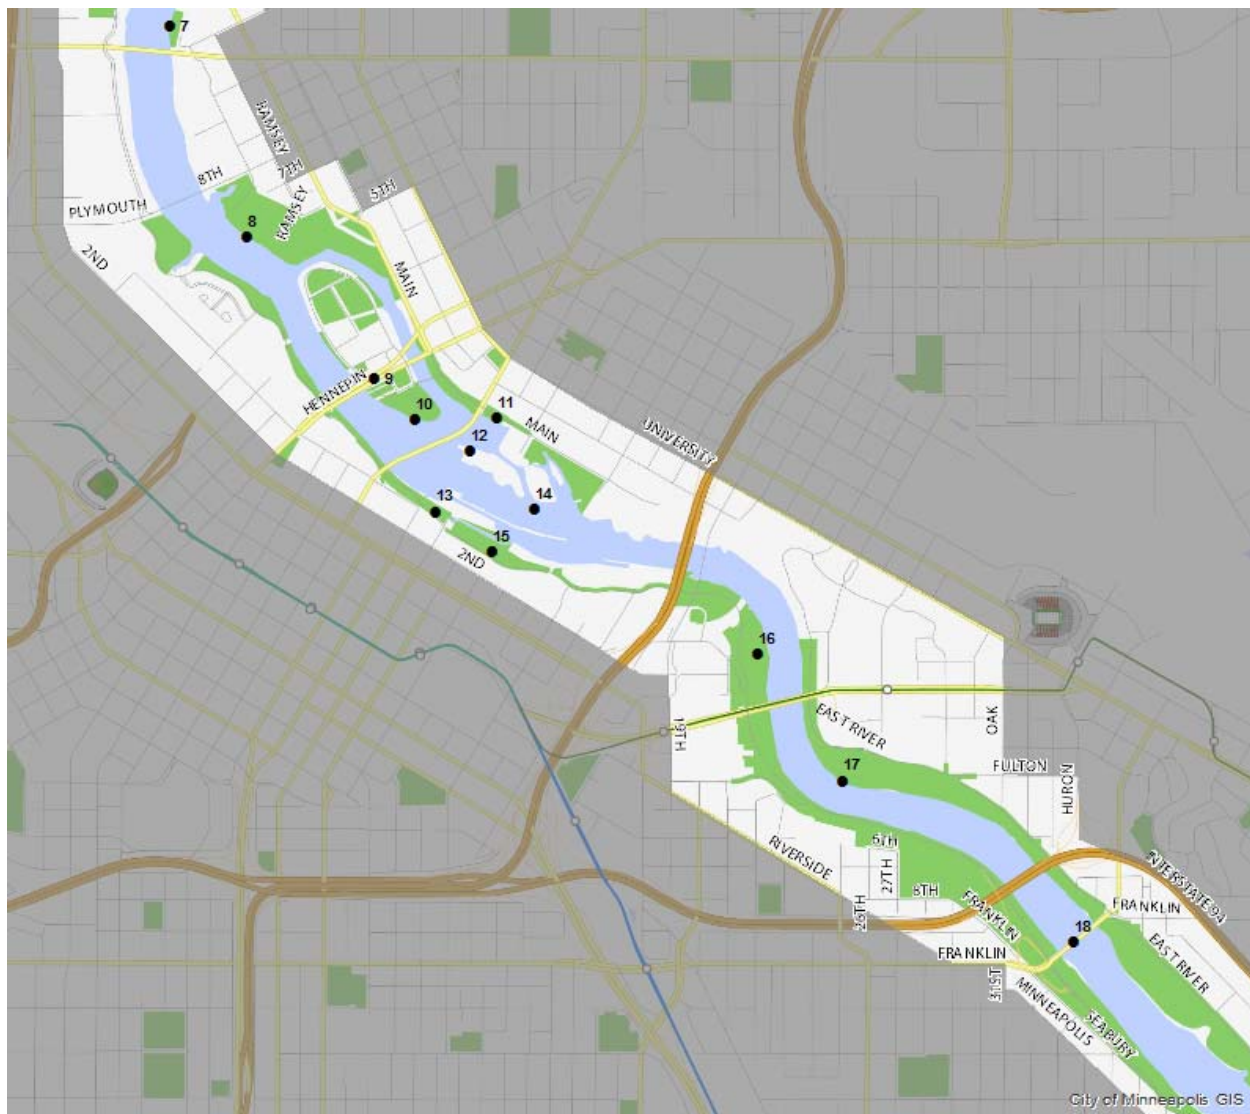 7
RAMSEY
7TH
8TH
5TH
PLYMOUTH
RAMSEY
8
2ND
MAIN
HENNEPIN
9
10
11
MAIN
12
UNIVERSITY
13
14
15
2ND
16
19TH
EAST RIVER
OAK
17
FULTON
HURON
RIVERSIDE
6TH
27TH
8TH
26TH
INTERSTATE 94
FRANKLIN
FRANKLIN
18
FRANKLIN
EAST RIVER
31ST
MINNEAPOLIS
SEABURY
City of Minneapolis GIS